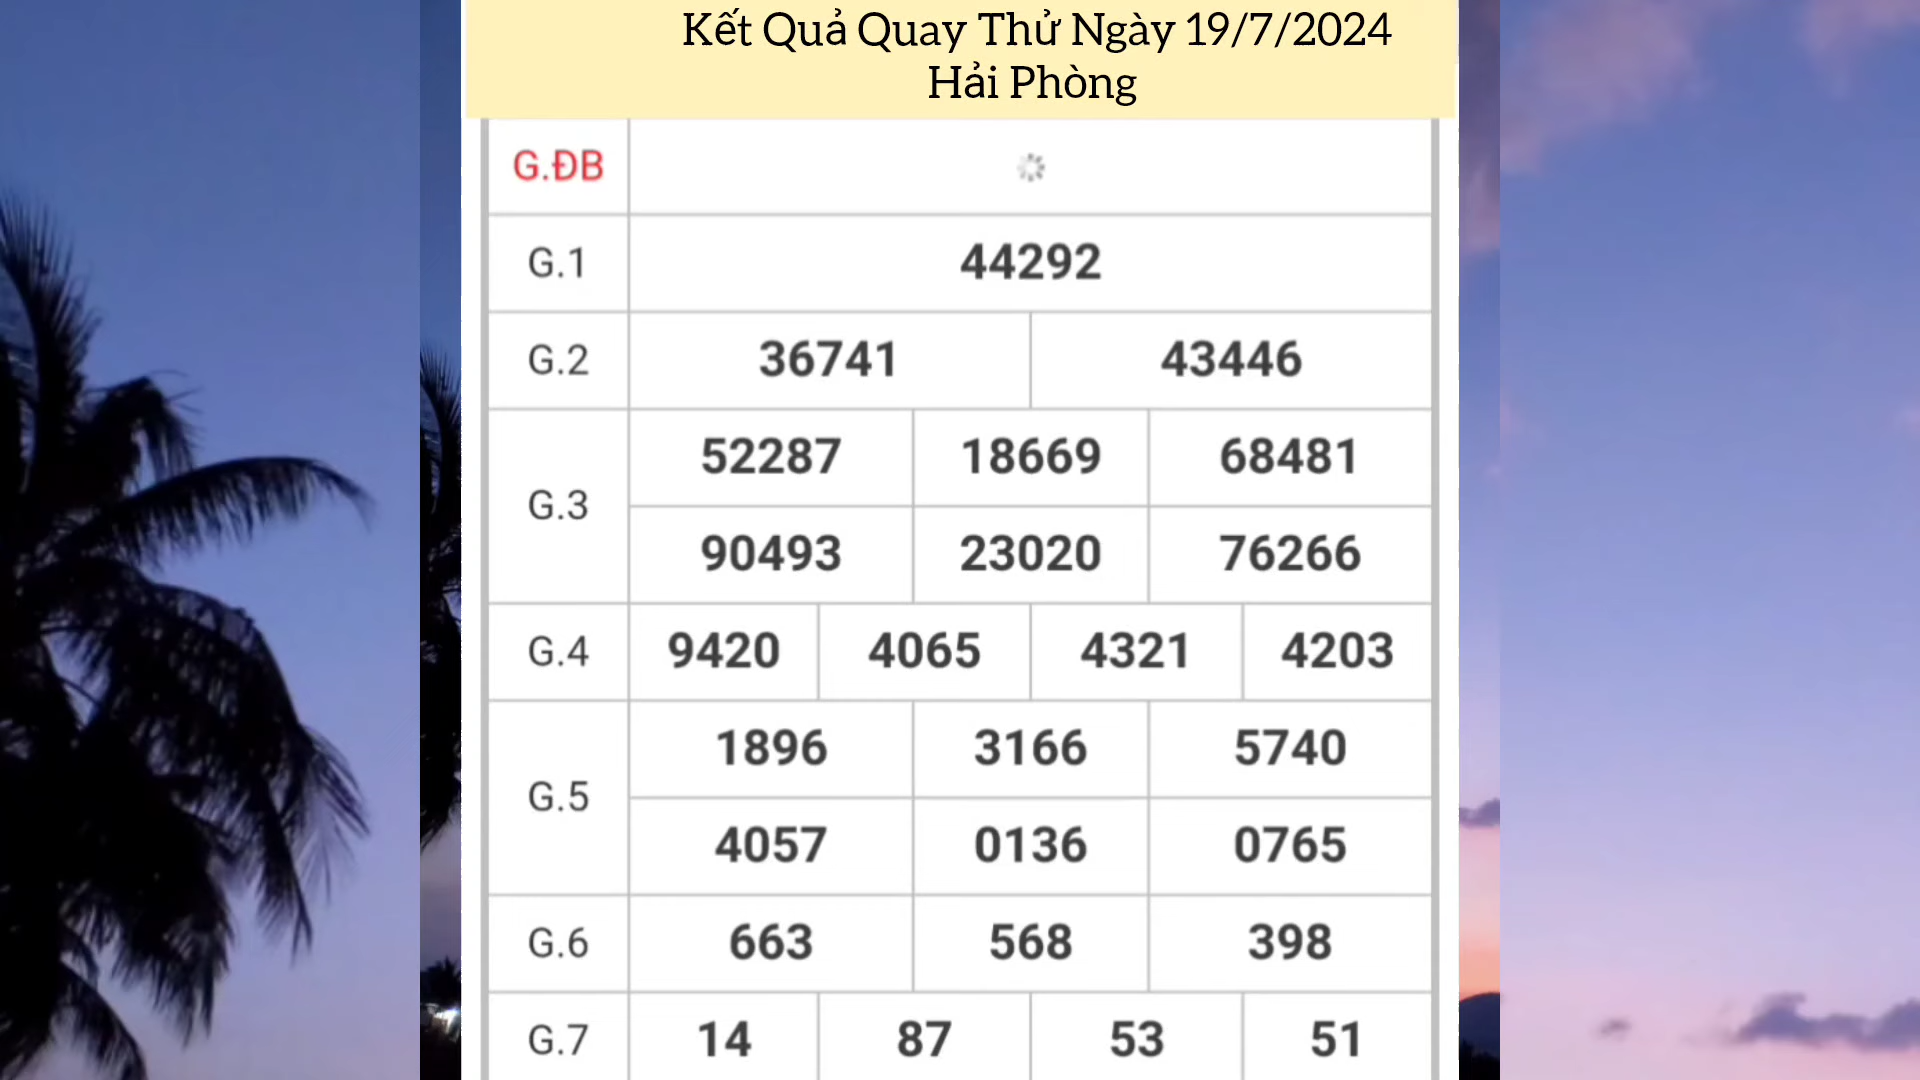 Kết Quả Quay Thử Ngày 19/7/2024
Hải Phòng
G.ĐB
G.1 44292
G.2 36741 43446
G.3
52287 18669 68481
90493 23020 76266
G.4 9420 4065 4321 4203
G.5
1896 3166 5740
4057 0136 0765
G.6 663 568 398
G.7 14 87 53 51